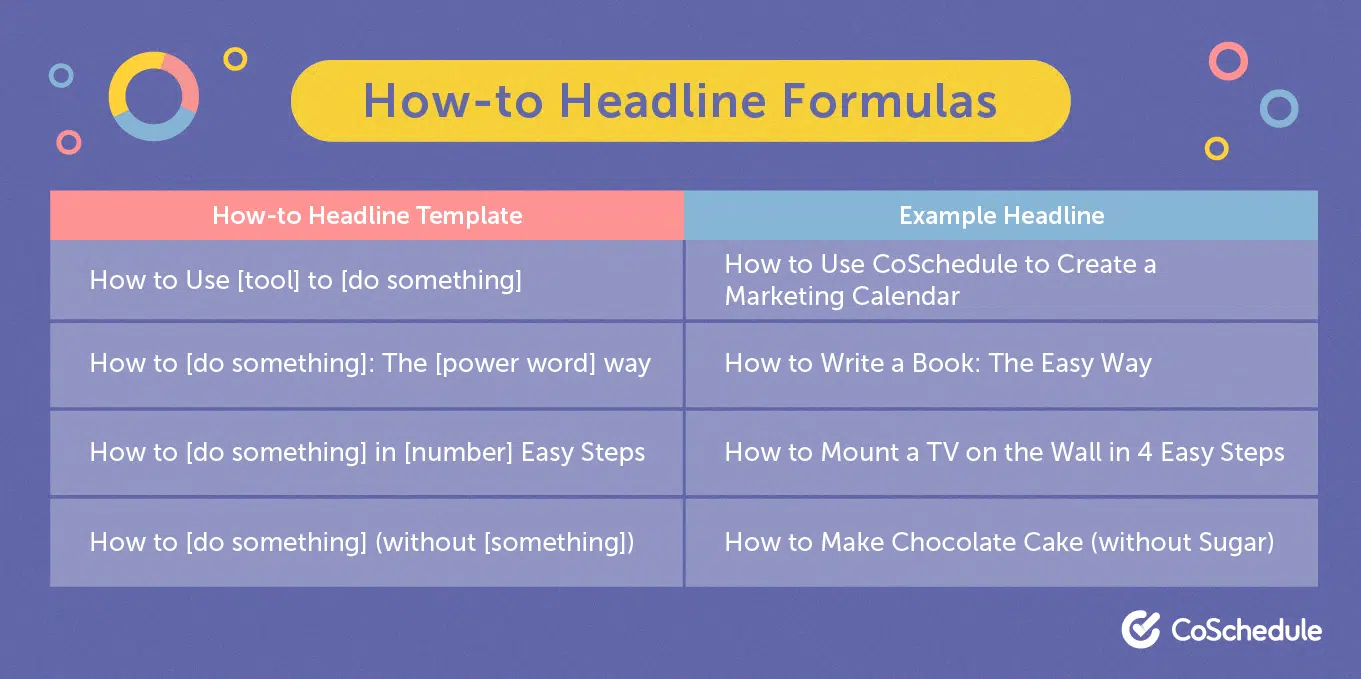 How-to Headline Formulas
How-to Headline Template
Example Headline
How to Use [tool] to [do something]
How to Use CoSchedule to Create a
Marketing Calendar
How to [do something]: The [power word] way
How to Write a Book: The Easy Way
How to [do something] in [number] Easy Steps
How to Mount a TV on the Wall in 4 Easy Steps
How to [do something] (without [something])
How to Make Chocolate Cake (without Sugar)
CoSchedule